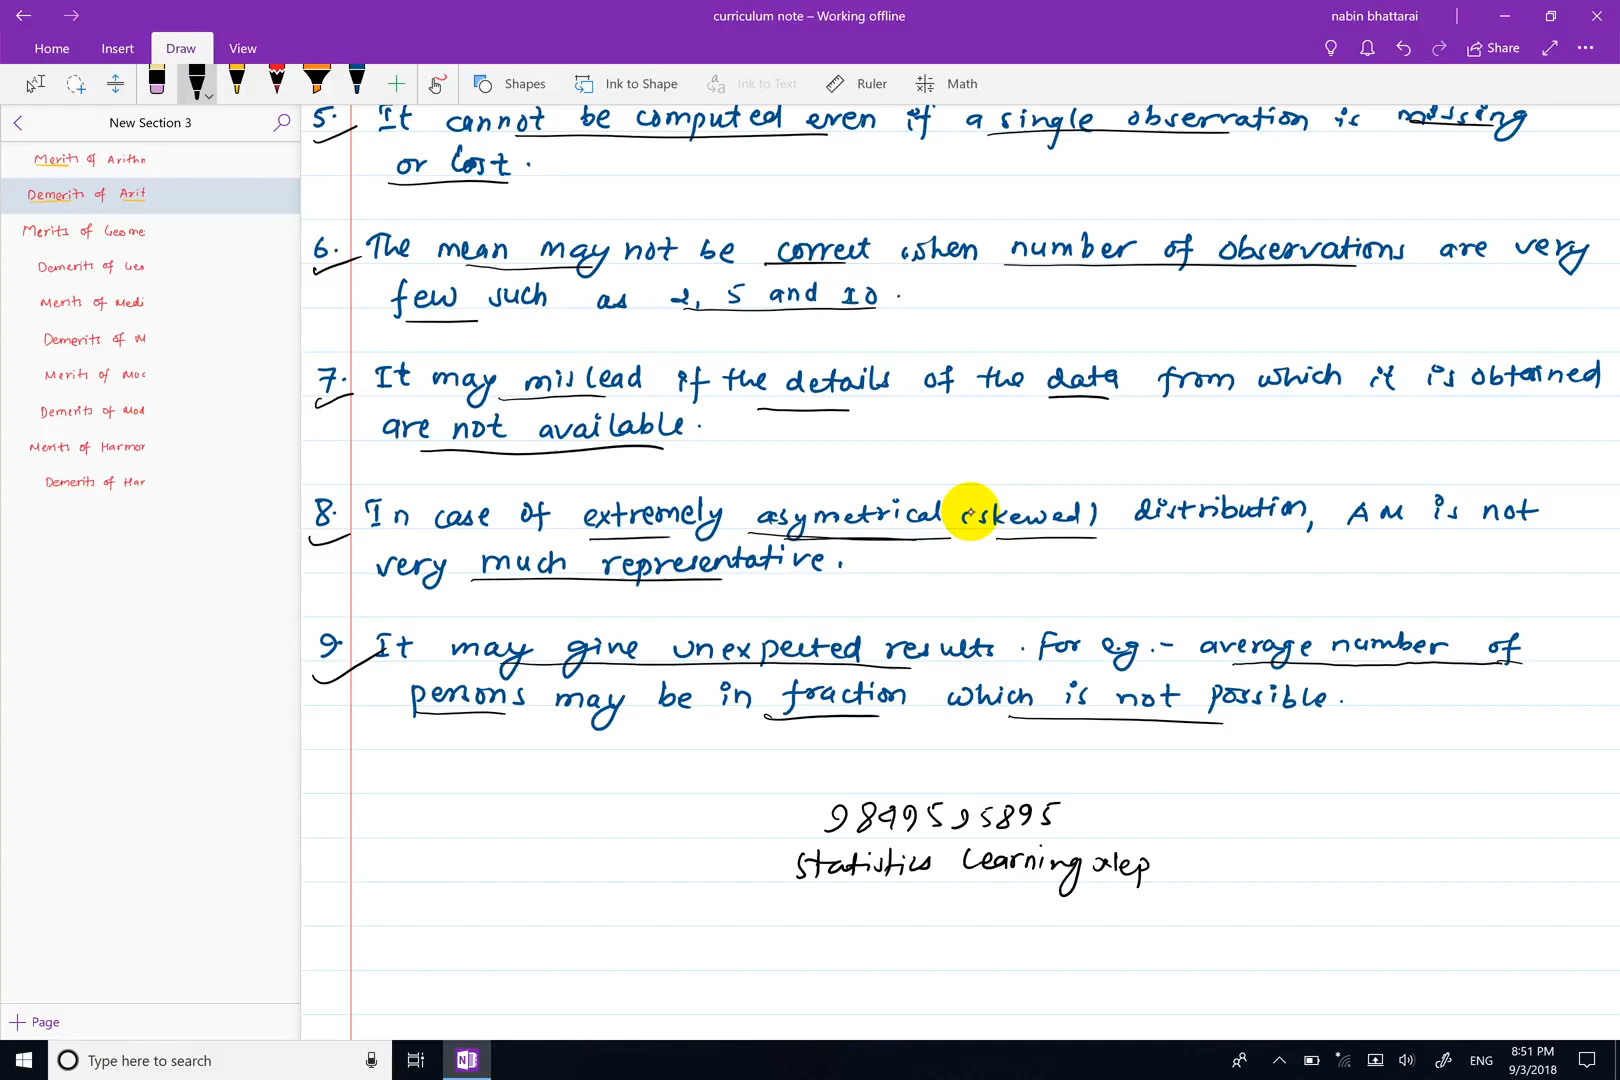 curriculum note – Working offline
nabin bhattarai
Home Insert Draw View
Share
Shapes Ink to Shape Ink to Text Ruler Math
New Section 3
Merits of Arithm
Demerits of Arit
Merits of Geome
Demerits of Geo
Merits of Medi
Demerits of M
Merits of Moc
Demerits of Mod
Merits of Harmor
Demerits of Har
Page
5. It cannot be computed even if a single observation is missing
or Lost.
6. The mean may not be correct when number of observations are very
few such as 2, 5 and 10.
7. It may mislead if the details of the data from which it is obtained
are not available.
8. In case of extremely asymetrical (skewed) distribution, AM is not
very much representative.
9. It may give unexpected results. For e.g.- average number of
persons may be in fraction which is not possible.
Statistics Learning
Type here to search
ENG
8:51 PM
9/3/2018